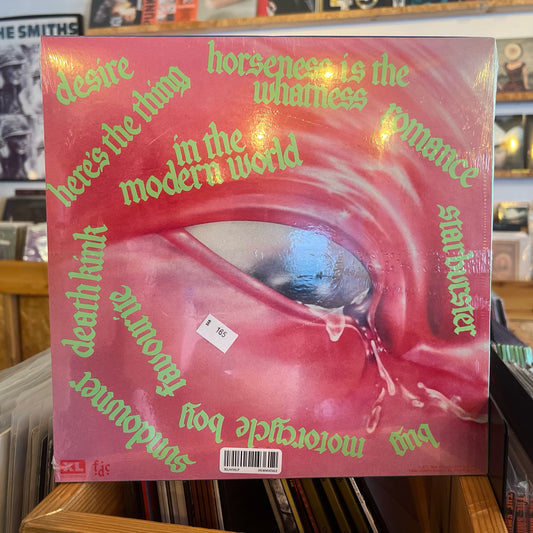 THE SMITHS
desire
horseness is the
whatness
here's the thing
romance
in the
modern world
starburster
death kink
favourite
165
sundowner
motorcycle boy
bug
XL